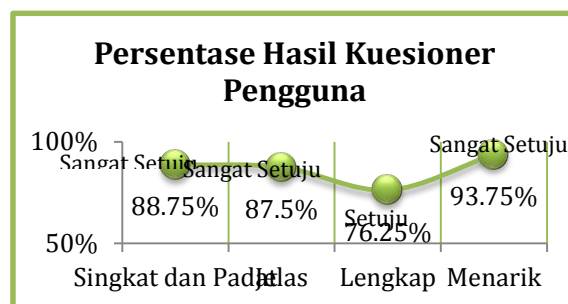 Persentase Hasil Kuesioner
Pengguna
100%
50%
Sangat Setuju
88.75%
Sangat Setuju
87.5%
Setuju
76.25%
Sangat Setuju
93.75%
Singkat dan Padat
Jelas
Lengkap
Menarik